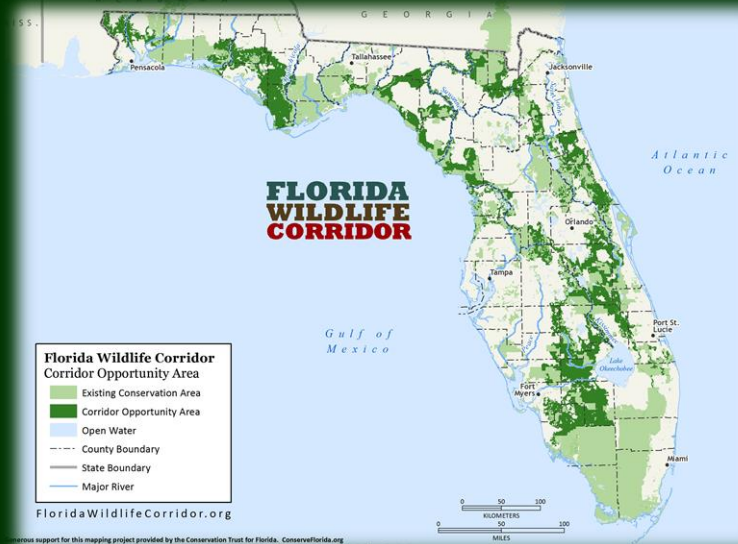 ISS.
GEORGIA
Pensacola
Tallahassee
Jacksonville
Atlantic
Ocean
FLORIDA
WILDLIFE
CORRIDOR
Orlando
Tampa
Gulf of
Mexico
Port St.
Lucie
Lake
Okeechobee
Fort
Myers
Miami
Florida Wildlife Corridor
Corridor Opportunity Area
Existing Conservation Area
Corridor Opportunity Area
Open Water
County Boundary
State Boundary
Major River
FloridaWildlifeCorridor.org
0 50 100
KILOMETERS
0 50 100
MILES
support for this mapping project provided by the Conservation Trust for Florida. ConserveFlorida.org